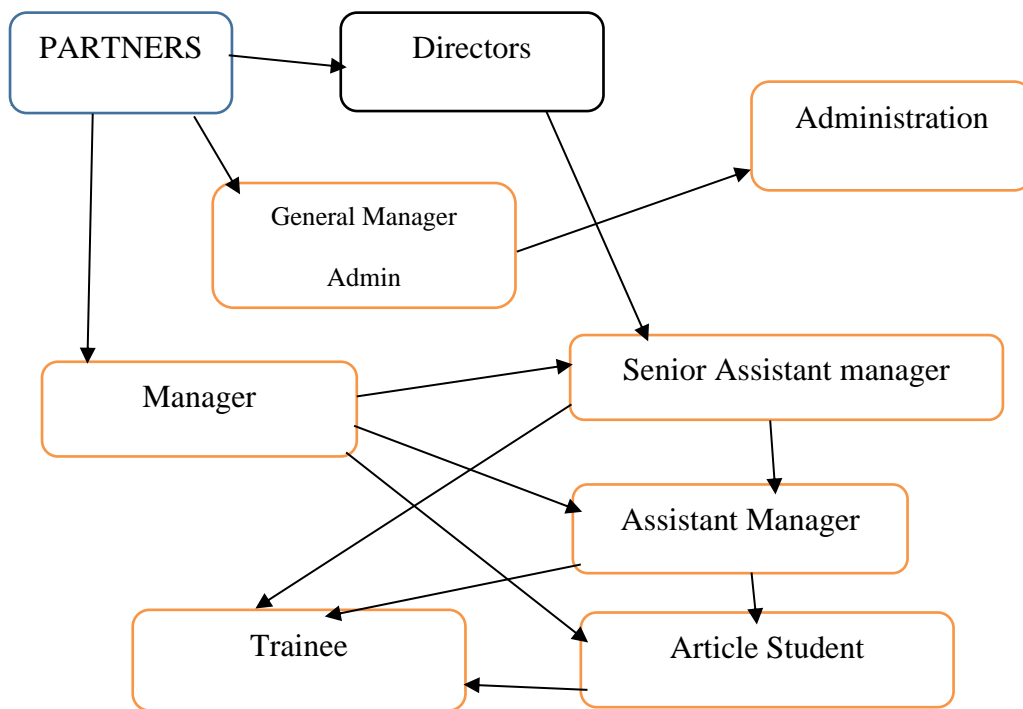 PARTNERS
Directors
Administration
General Manager
Admin
Senior Assistant manager
Manager
Assistant Manager
Trainee
Article Student